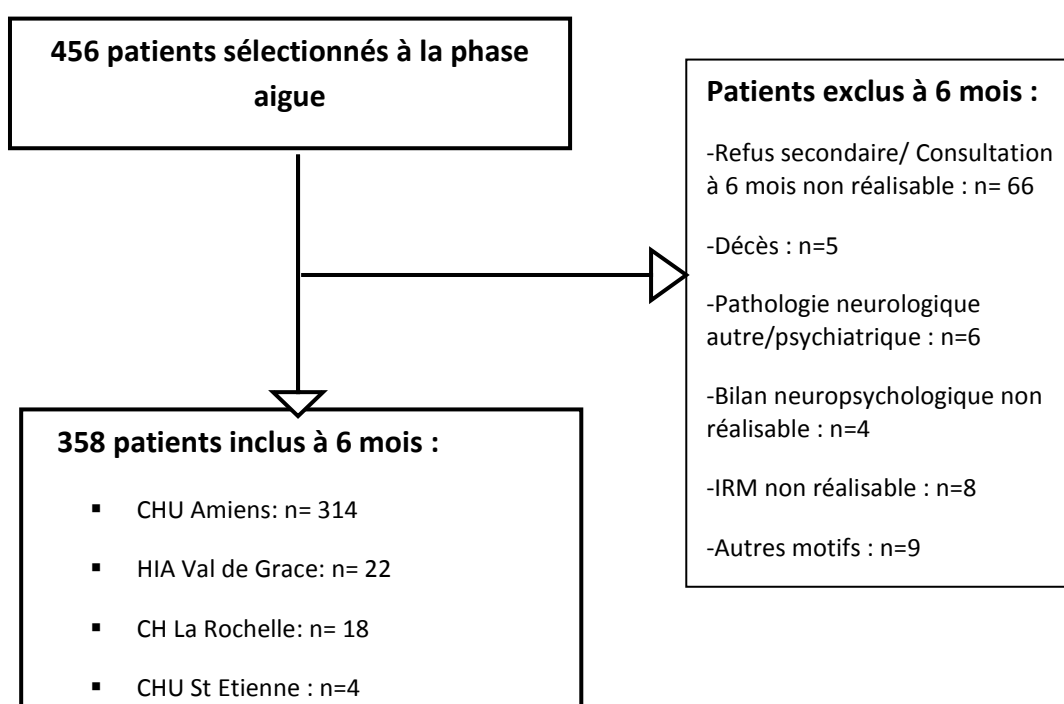 456 patients sélectionnés à la phase
aigue
Patients exclus à 6 mois :
-Refus secondaire/ Consultation
à 6 mois non réalisable : n= 66
-Décès : n=5
-Pathologie neurologique
autre/psychiatrique : n=6
-Bilan neuropsychologique non
réalisable : n=4
-IRM non réalisable : n=8
-Autres motifs : n=9
358 patients inclus à 6 mois :
▪ CHU Amiens: n= 314
▪ HIA Val de Grace: n= 22
▪ CH La Rochelle: n= 18
▪ CHU St Etienne : n=4